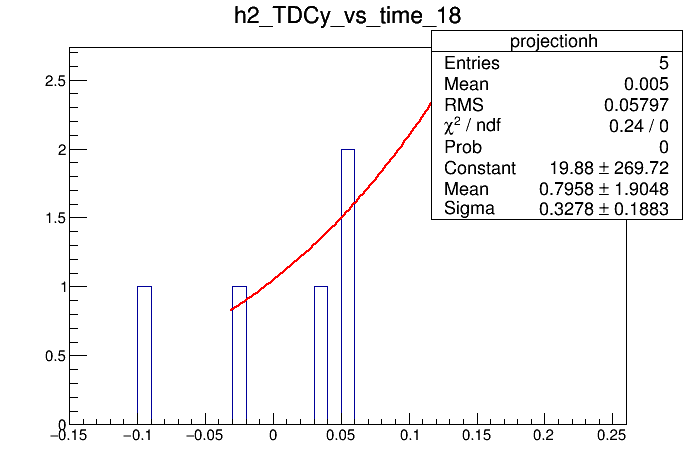 h2_TDCy_vs_time_18
projectionh
Entries 5
Mean 0.005
RMS 0.05797
χ² / ndf 0.24 / 0
Prob 0
Constant 19.88 ± 269.72
Mean 0.7958 ± 1.9048
Sigma 0.3278 ± 0.1883
2.5
2
1.5
1
0.5
0
−0.15 −0.1 −0.05 0 0.05 0.1 0.15 0.2 0.25